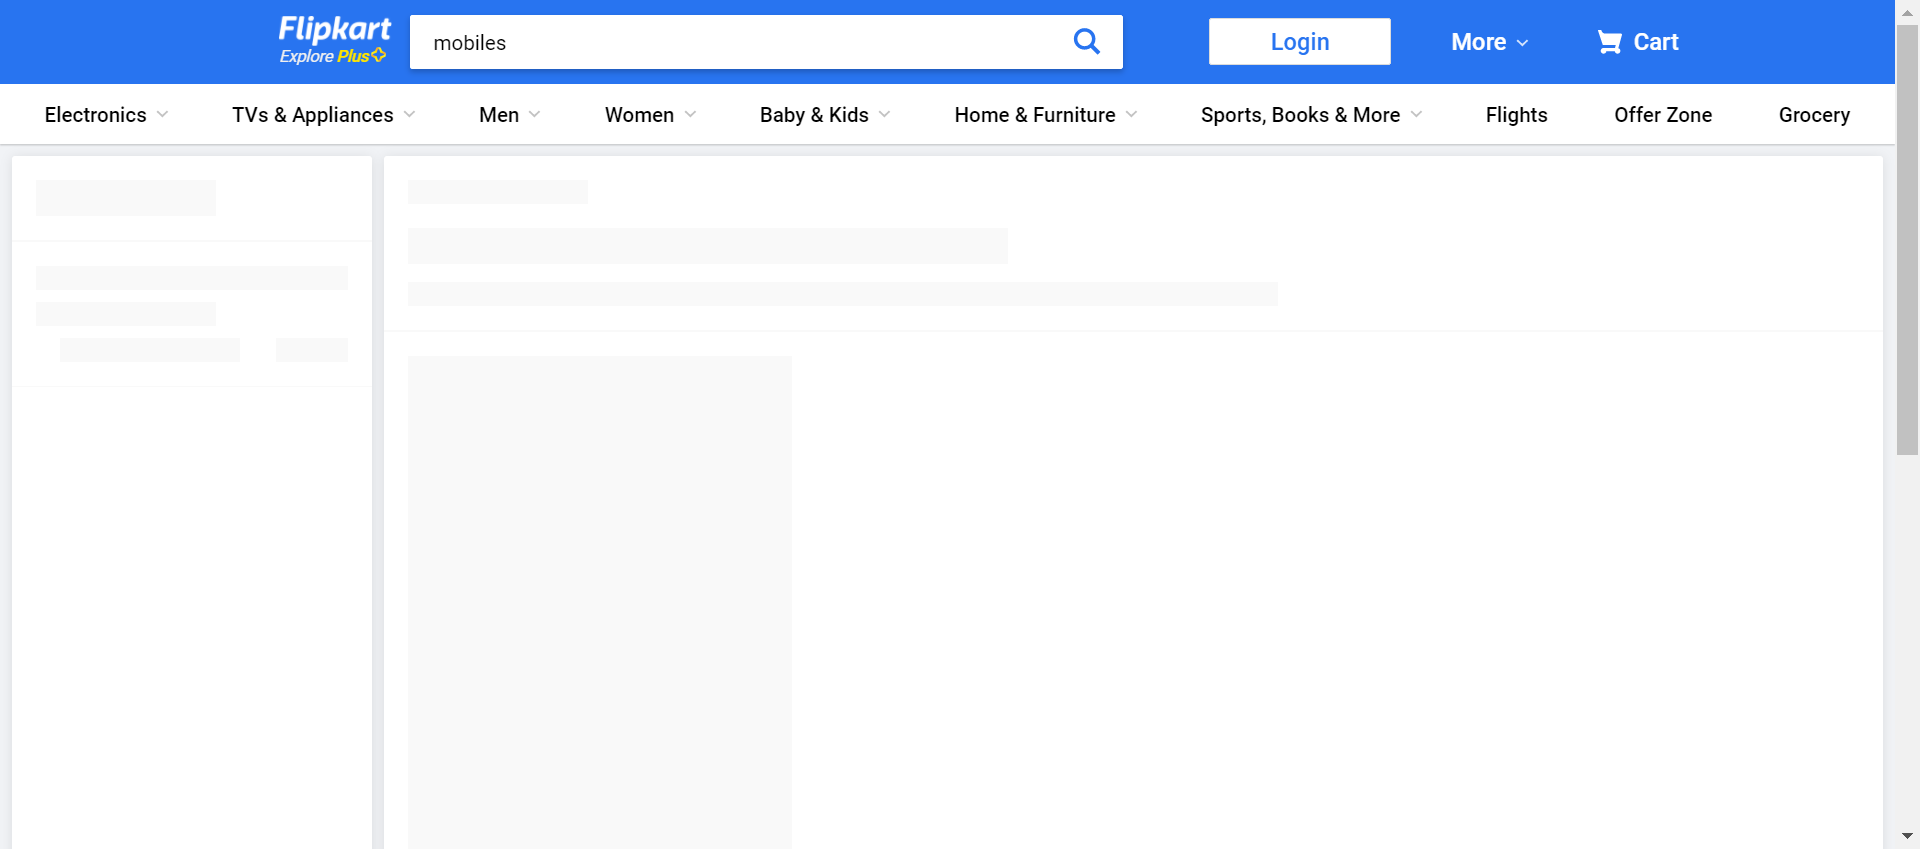 Flipkart
Explore Plus
mobiles
Login
More
Cart
Electronics
TVs & Appliances
Men
Women
Baby & Kids
Home & Furniture
Sports, Books & More
Flights
Offer Zone
Grocery